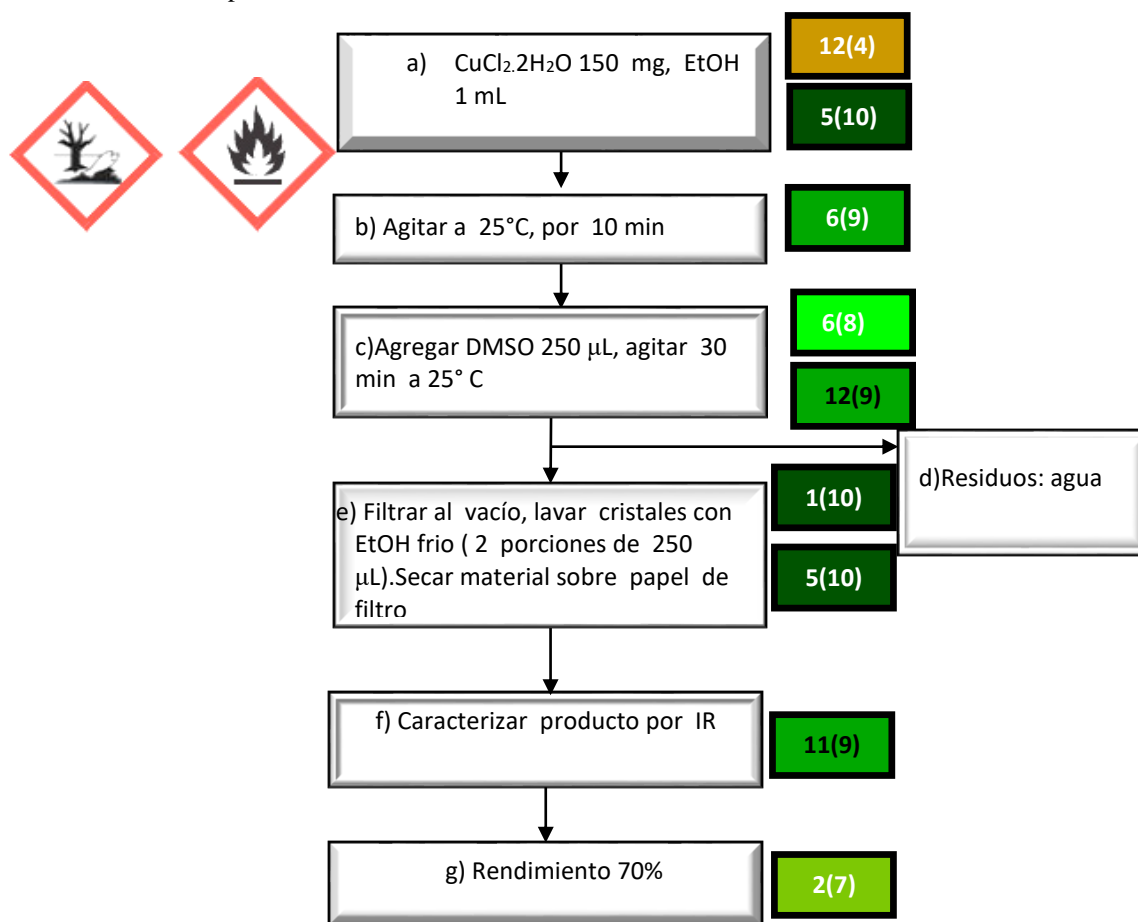 a) CuCl₂.2H₂O 150 mg, EtOH
1 mL
12(4)
5(10)
b) Agitar a 25°C, por 10 min
6(9)
c)Agregar DMSO 250 µL, agitar 30
min a 25° C
6(8)
12(9)
d)Residuos: agua
e) Filtrar al vacío, lavar cristales con
EtOH frio ( 2 porciones de 250
µL).Secar material sobre papel de
filtro
1(10)
5(10)
f) Caracterizar producto por IR
11(9)
g) Rendimiento 70%
2(7)